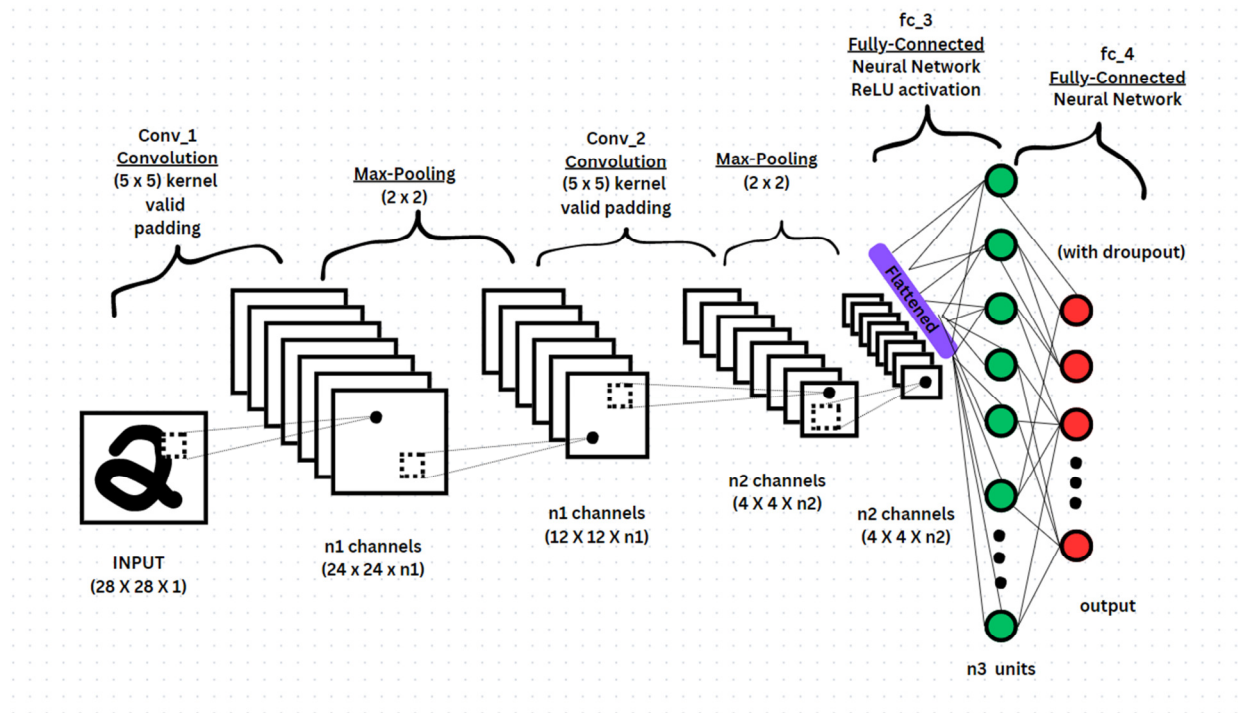 fc_3
Fully-Connected
Neural Network
ReLU activation
fc_4
Fully-Connected
Neural Network
Conv_1
Convolution
(5 x 5) kernel
valid
padding
Max-Pooling
(2 x 2)
Conv_2
Convolution
(5 x 5) kernel
valid padding
Max-Pooling
(2 x 2)
(with droupout)
Flattened
INPUT
(28 X 28 X 1)
n1 channels
(24 x 24 x n1)
n1 channels
(12 X 12 X n1)
n2 channels
(4 X 4 X n2)
n2 channels
(4 X 4 X n2)
output
n3 units